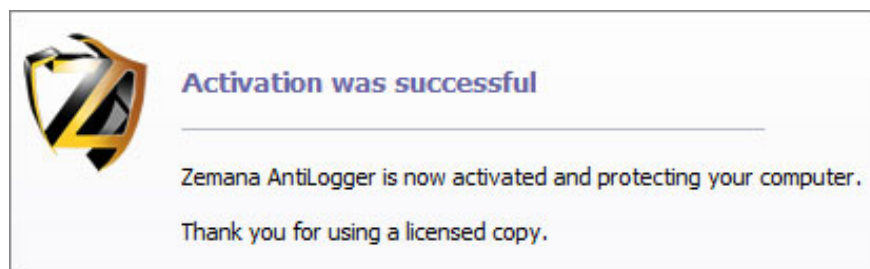 Activation was successful
Zemana AntiLogger is now activated and protecting your computer.
Thank you for using a licensed copy.